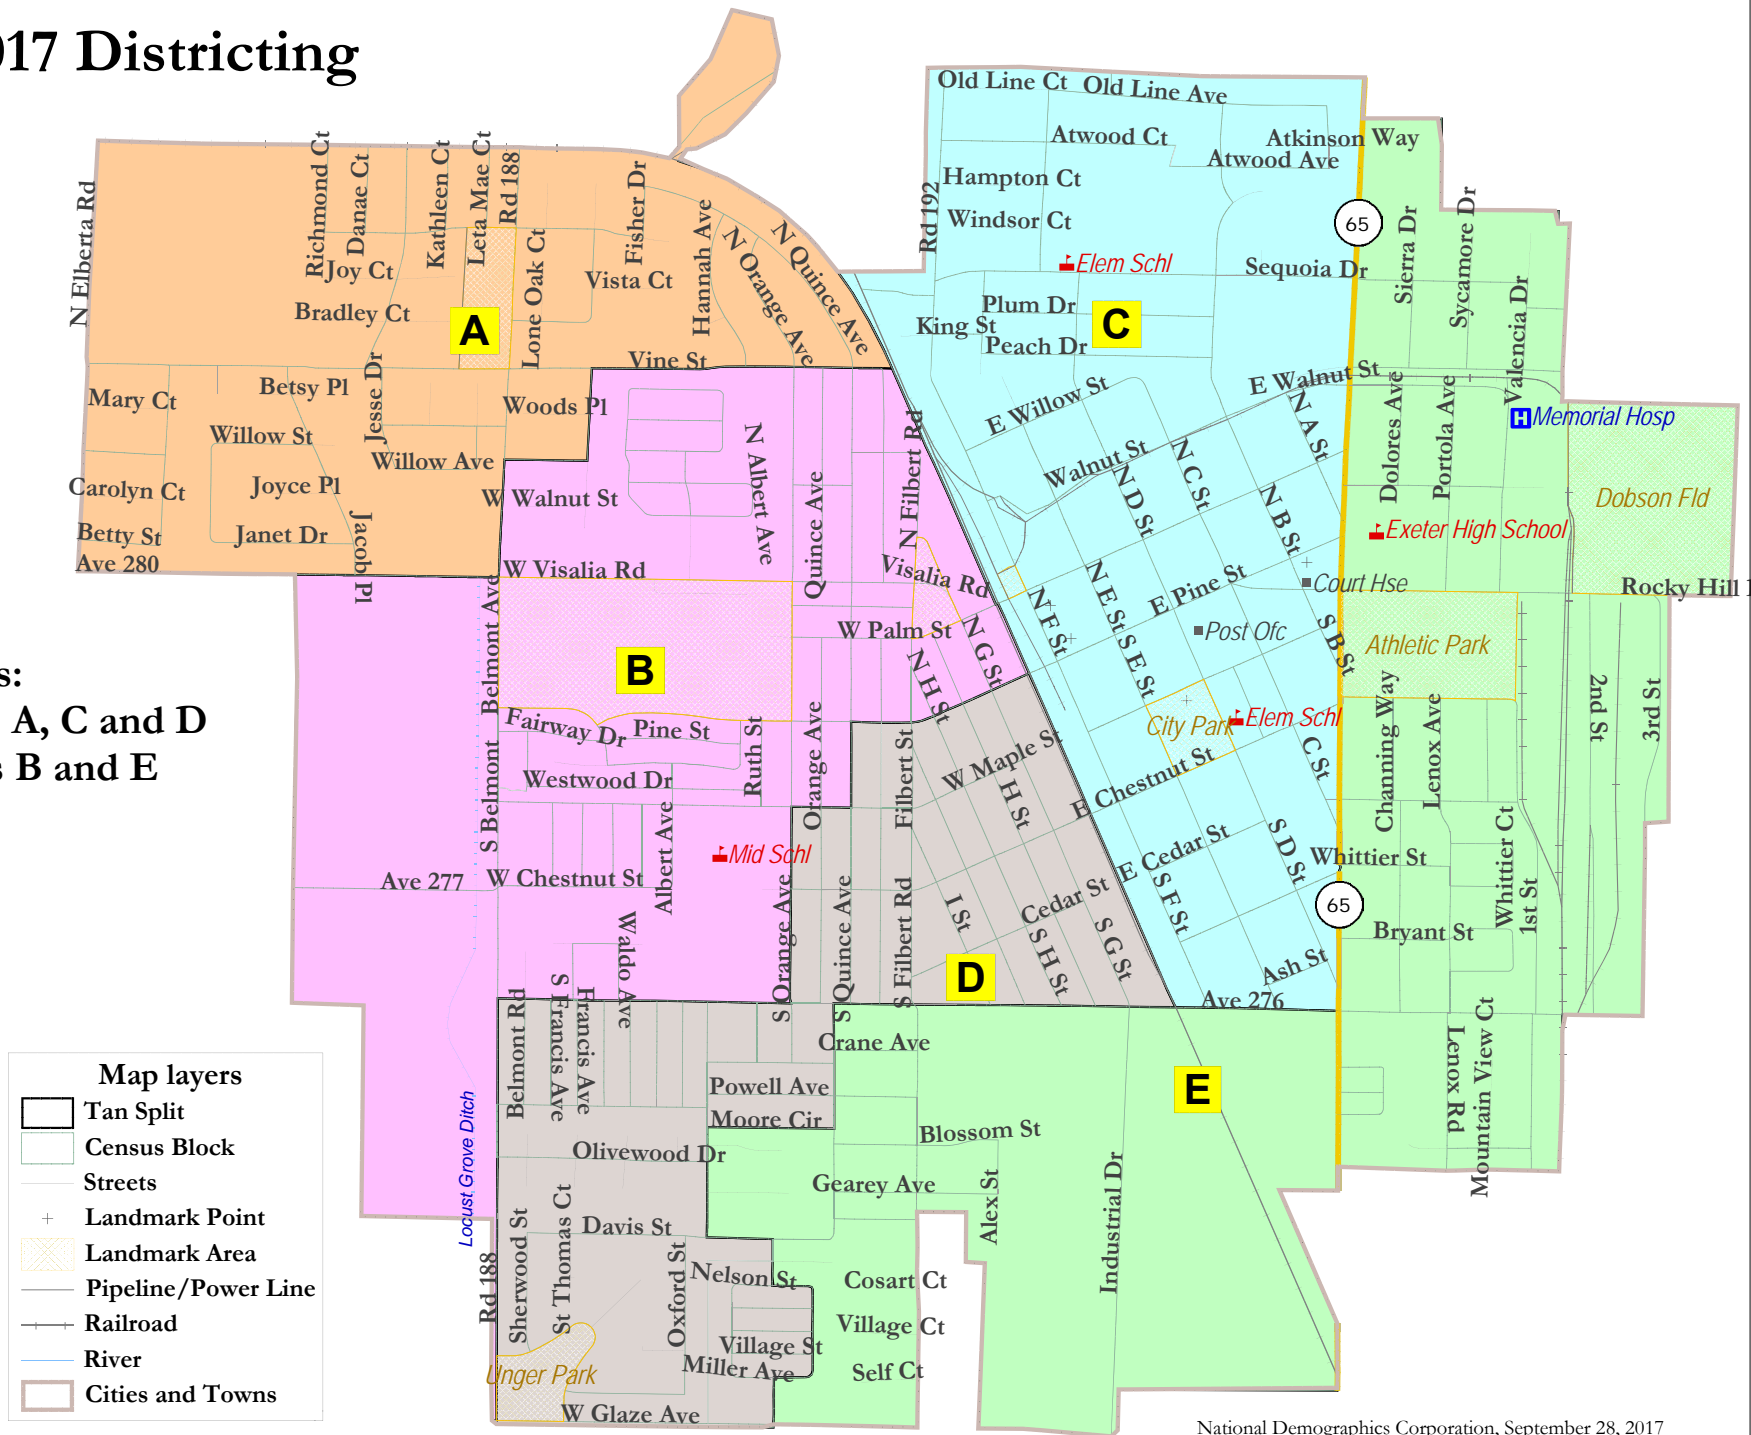 017 Districting
s:
A, C and D
s B and E
Old Line Ct
Old Line Ave
Atwood Ct
Atkinson Way
Atwood Ave
Hampton Ct
Windsor Ct
Rd 192
65
Elem Schl
Sequoia Dr
Plum Dr
King St
Peach Dr
C
Sierra Dr
Sycamore Dr
Valencia Dr
N Elberta Rd
Richmond Ct
Danae Ct
Kathleen Ct
Leta Mae Ct
Rd 188
Fisher Dr
Hannah Ave
N Orange Ave
N Quince Ave
Joy Ct
Lone Oak Ct
Vista Ct
Bradley Ct
A
Vine St
Mary Ct
Betsy Pl
Jesse Dr
Woods Pl
Willow St
Willow Ave
Carolyn Ct
Joyce Pl
W Walnut St
Betty St
Janet Dr
Jacob Pl
Ave 280
N Albert Ave
Quince Ave
N Filbert Rd
E Willow St
E Walnut St
Walnut St
N A St
N C St
N D St
N B St
Dolores Ave
Portola Ave
H
Memorial Hosp
Dobson Fld
Exeter High School
W Visalia Rd
Visalia Rd
Belmont Ave
N F St
N E St
E Pine St
Court Hse
Rocky Hill
W Palm St
N G St
N H St
S E St
Post Ofc
S B St
Athletic Park
B
Fairway Dr
Pine St
Ruth St
Orange Ave
Filbert St
W Maple St
City Park
Elem Schl
C St
Channing Way
Lenox Ave
2nd St
3rd St
Westwood Dr
S Belmont
Albert Ave
Mid Schl
H St
E Chestnut St
E Cedar St
S D St
Whittier St
Whittier Ct
1st St
Ave 277
W Chestnut St
Waldo Ave
S Orange Ave
S Quince Ave
S Filbert Rd
I St
Cedar St
S H St
S G St
S F St
65
Bryant St
D
Ash St
Ave 276
Belmont Rd
S Francis Ave
Francis Ave
Crane Ave
Powell Ave
Moore Cir
E
Lenox Rd
Mountain View Ct
Locust Grove Ditch
Olivewood Dr
Blossom St
Gearey Ave
Alex St
Industrial Dr
Rd 188
Sherwood St
St Thomas Ct
Davis St
Oxford St
Nelson St
Cosart Ct
Village Ct
Village St
Miller Ave
Self Ct
Unger Park
W Glaze Ave
Map layers
Tan Split
Census Block
Streets
Landmark Point
Landmark Area
Pipeline/Power Line
Railroad
River
Cities and Towns
National Demographics Corporation, September 28, 2017